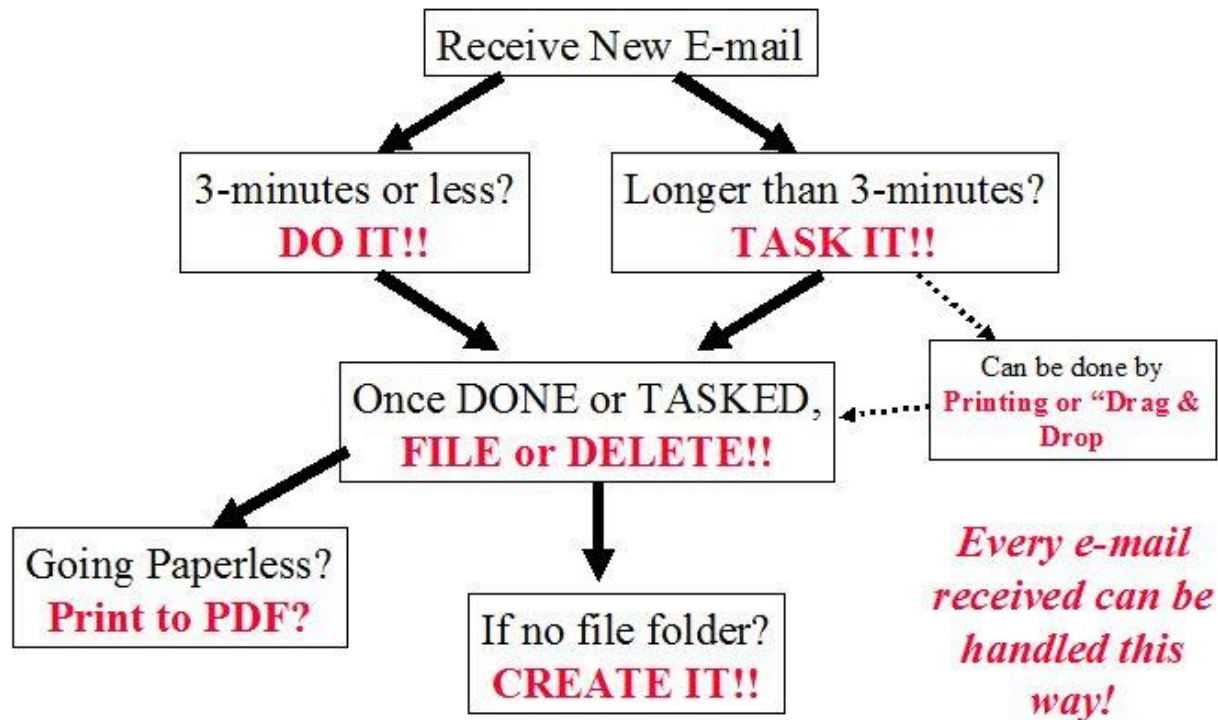 Receive New E-mail
3-minutes or less?
DO IT!!
Longer than 3-minutes?
TASK IT!!
Can be done by
Printing or “Drag &
Drop
Once DONE or TASKED,
FILE or DELETE!!
Going Paperless?
Print to PDF?
If no file folder?
CREATE IT!!
Every e-mail
received can be
handled this
way!